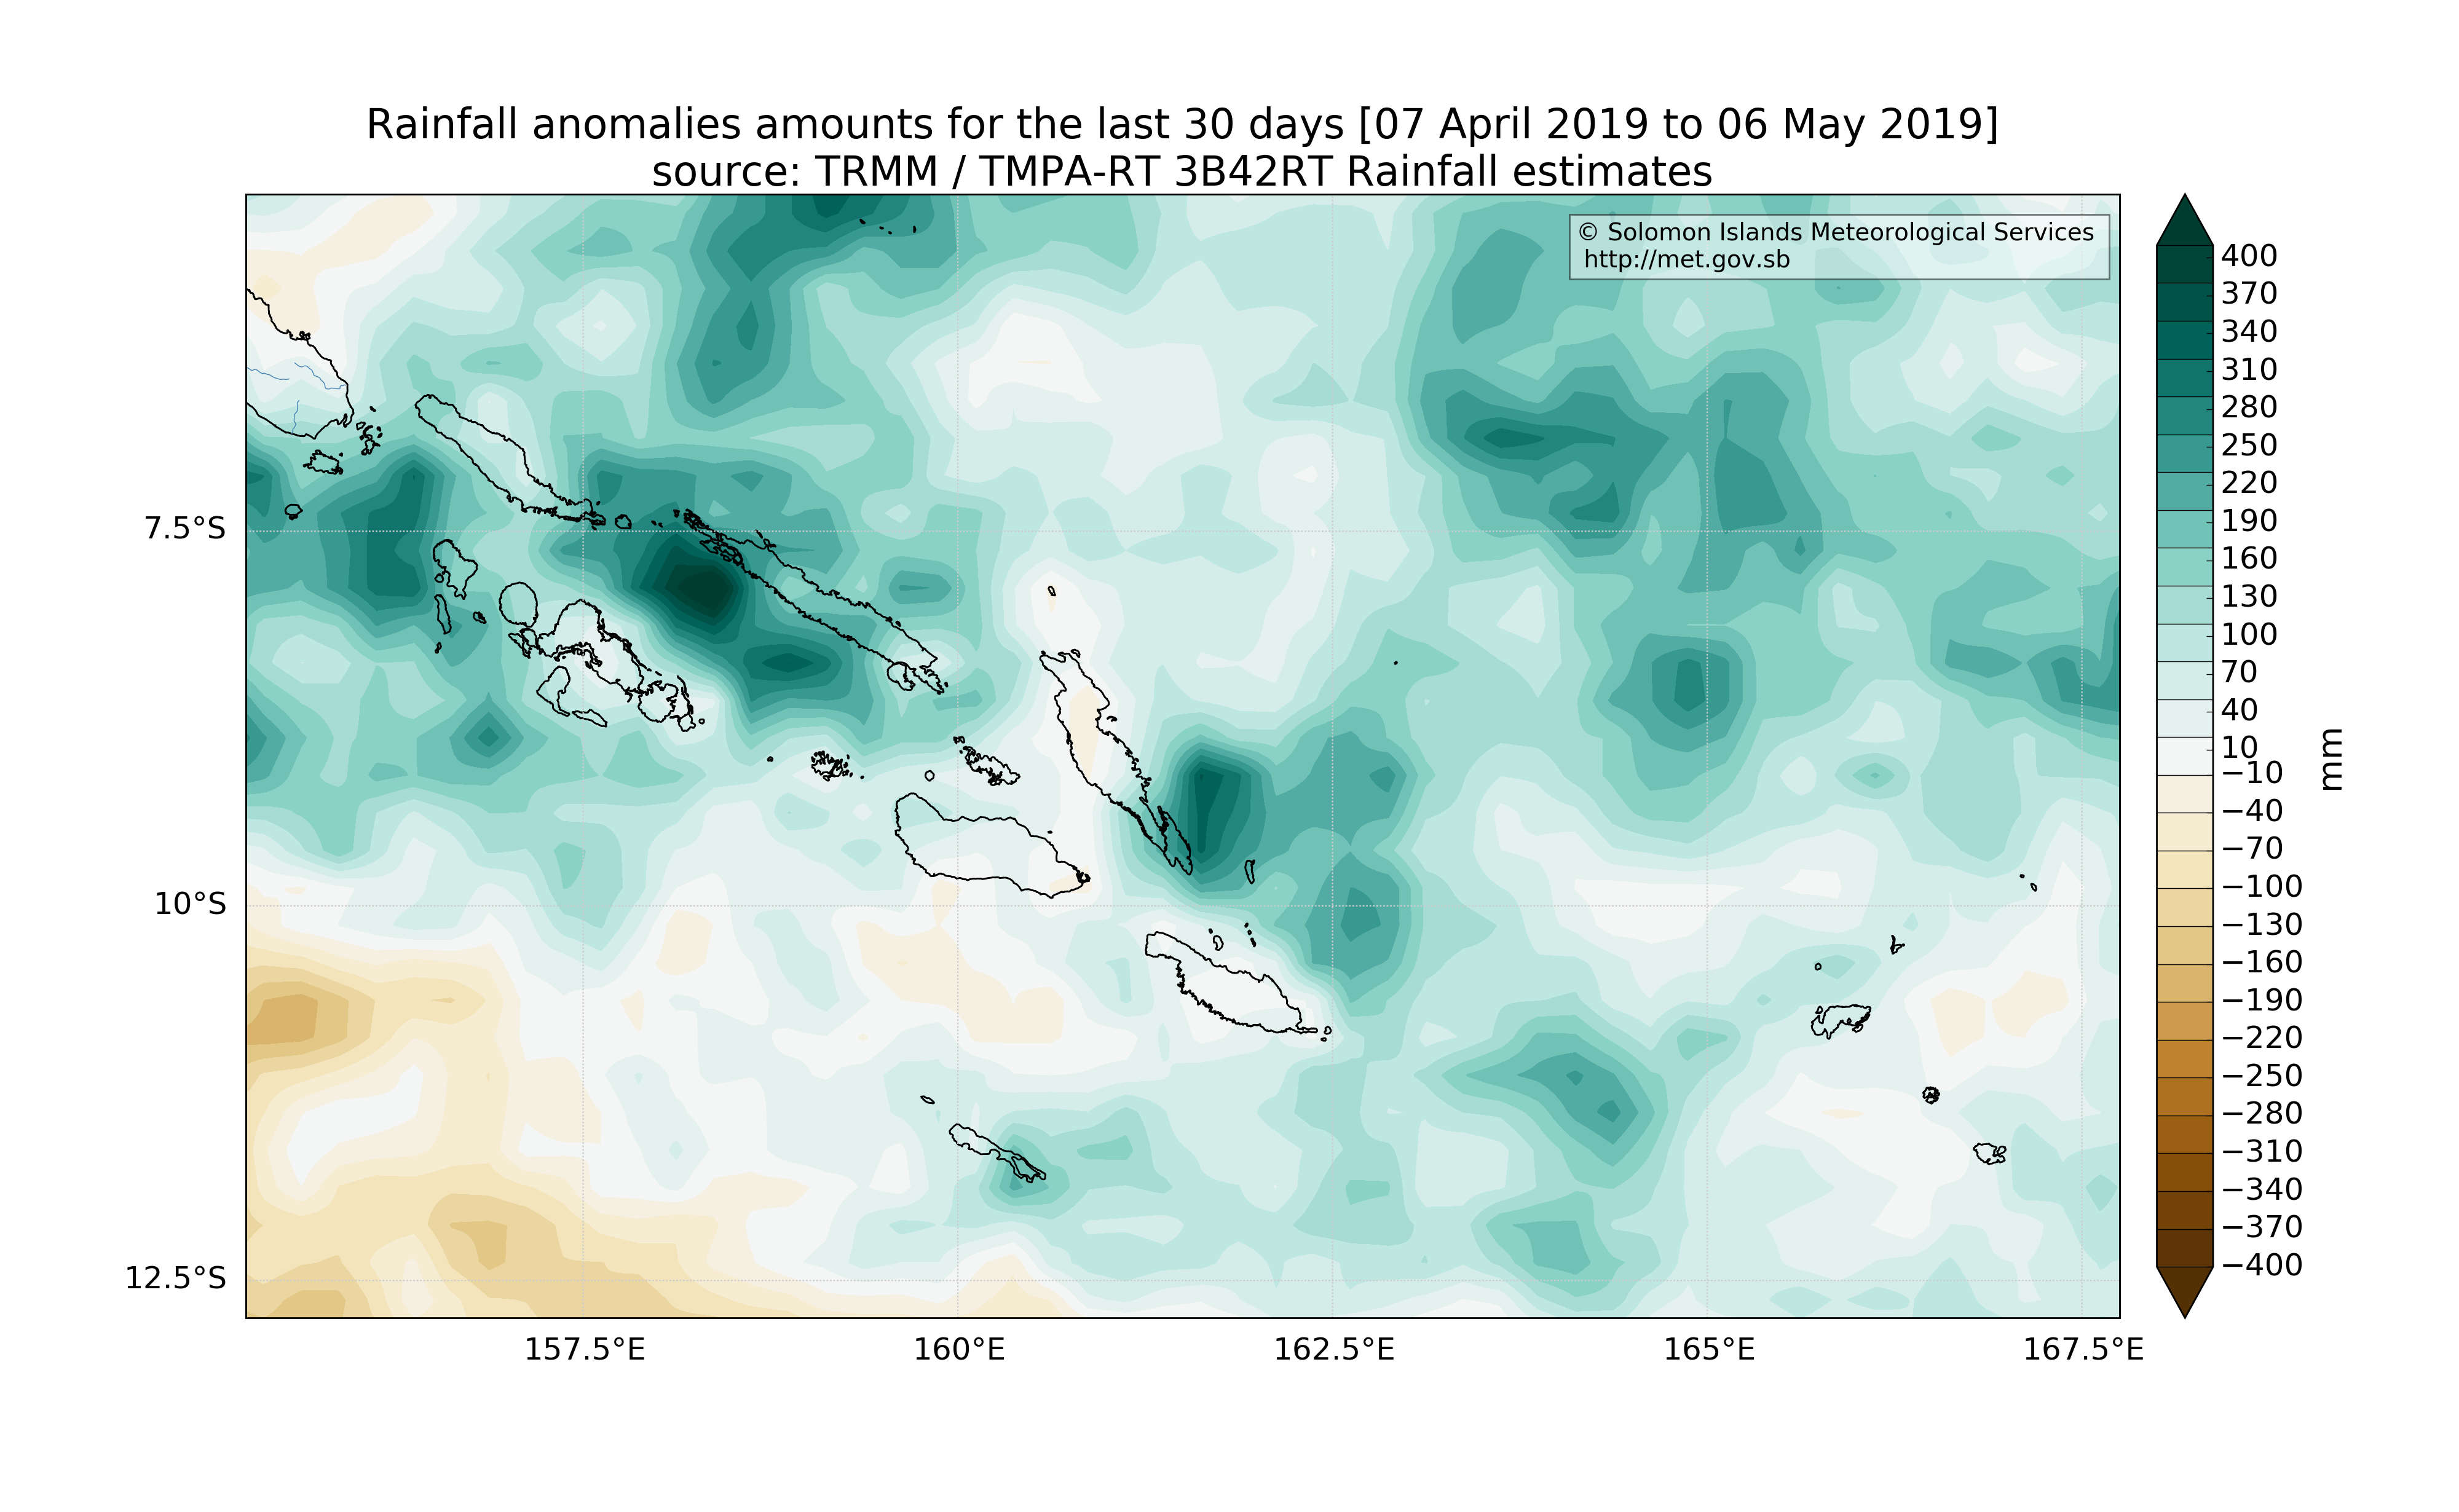 Rainfall anomalies amounts for the last 30 days [07 April 2019 to 06 May 2019]
source: TRMM / TMPA-RT 3B42RT Rainfall estimates
© Solomon Islands Meteorological Services
http://met.gov.sb
7.5°S
10°S
12.5°S
157.5°E
160°E
162.5°E
165°E
167.5°E
400
370
340
310
280
250
220
190
160
130
100
70
40
10
−10
−40
−70
−100
−130
−160
−190
−220
−250
−280
−310
−340
−370
−400
mm